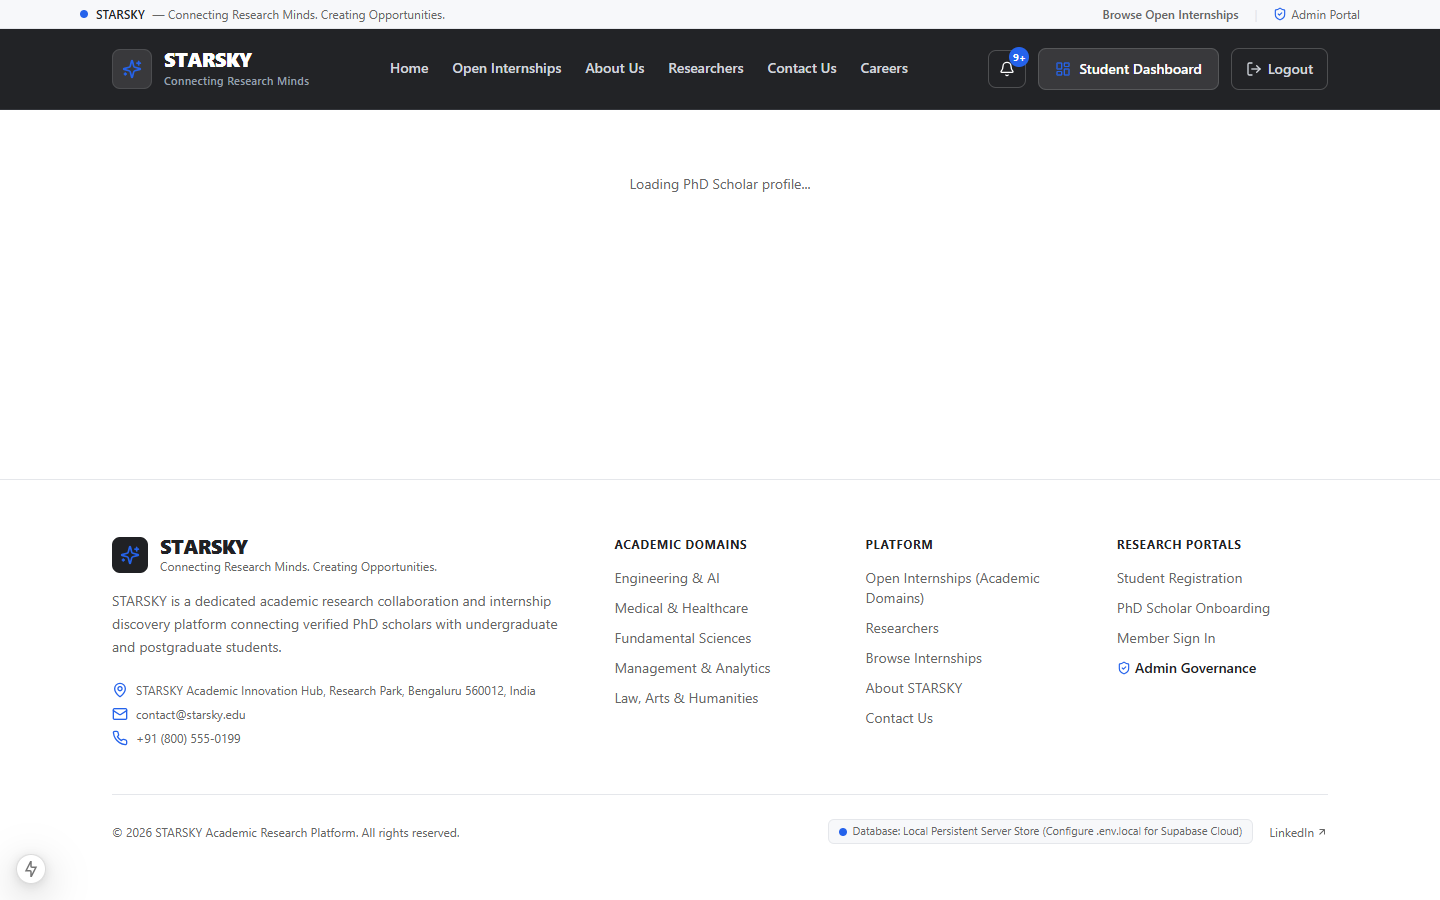 STARSKY — Connecting Research Minds. Creating Opportunities.
Browse Open Internships | Admin Portal
STARSKY
Connecting Research Minds
Home
Open Internships
About Us
Researchers
Contact Us
Careers
9+
Student Dashboard
Logout
Loading PhD Scholar profile...
STARSKY
Connecting Research Minds. Creating Opportunities.
STARSKY is a dedicated academic research collaboration and internship
discovery platform connecting verified PhD scholars with undergraduate
and postgraduate students.
STARSKY Academic Innovation Hub, Research Park, Bengaluru 560012, India
contact@starsky.edu
+91 (800) 555-0199
ACADEMIC DOMAINS
Engineering & AI
Medical & Healthcare
Fundamental Sciences
Management & Analytics
Law, Arts & Humanities
PLATFORM
Open Internships (Academic
Domains)
Researchers
Browse Internships
About STARSKY
Contact Us
RESEARCH PORTALS
Student Registration
PhD Scholar Onboarding
Member Sign In
Admin Governance
© 2026 STARSKY Academic Research Platform. All rights reserved.
Database: Local Persistent Server Store (Configure .env.local for Supabase Cloud)
LinkedIn ↗